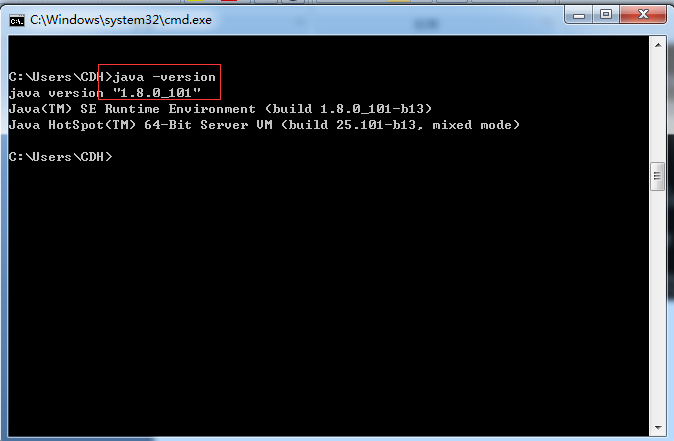 C:\Windows\system32\cmd.exe
C:\Users\CDH>java -version
java version "1.8.0_101"
Java(TM) SE Runtime Environment (build 1.8.0_101-b13)
Java HotSpot(TM) 64-Bit Server VM (build 25.101-b13, mixed mode)
C:\Users\CDH>